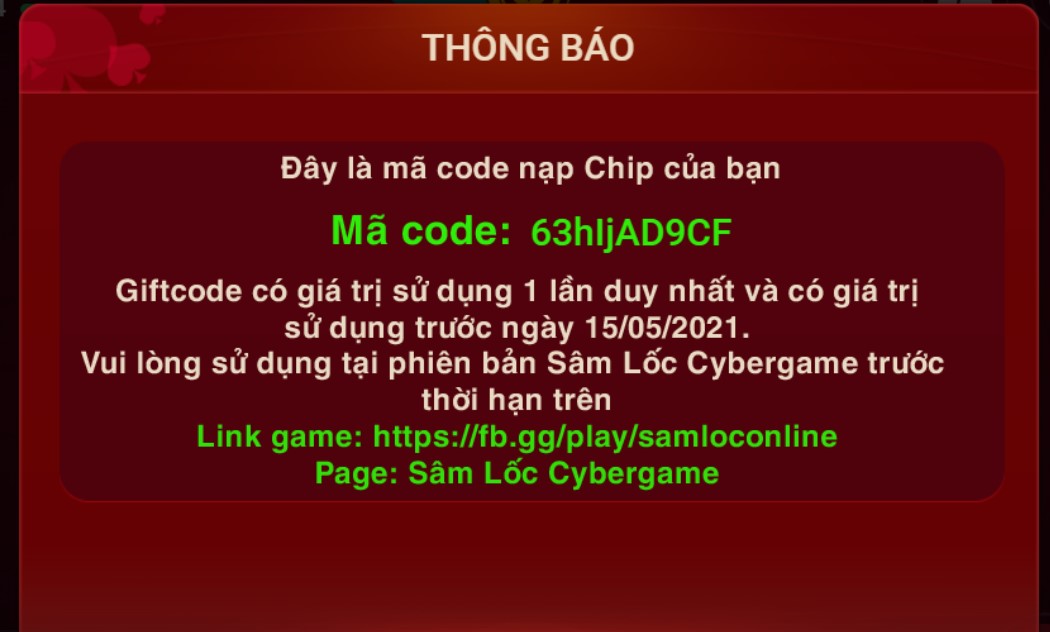 THÔNG BÁO
Đây là mã code nạp Chip của bạn
Mã code: 63hIjAD9CF
Giftcode có giá trị sử dụng 1 lần duy nhất và có giá trị
sử dụng trước ngày 15/05/2021.
Vui lòng sử dụng tại phiên bản Sâm Lốc Cybergame trước
thời hạn trên
Link game: https://fb.gg/play/samloconline
Page: Sâm Lốc Cybergame